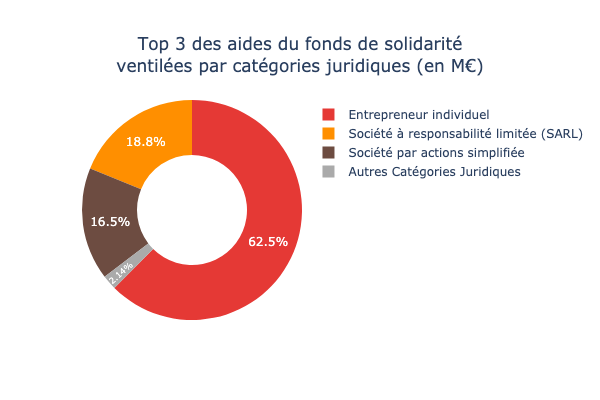 Top 3 des aides du fonds de solidarité
ventilées par catégories juridiques (en M€)
Entrepreneur individuel
Société à responsabilité limitée (SARL)
Société par actions simplifiée
Autres Catégories Juridiques
18.8%
16.5%
62.5%
2.14%